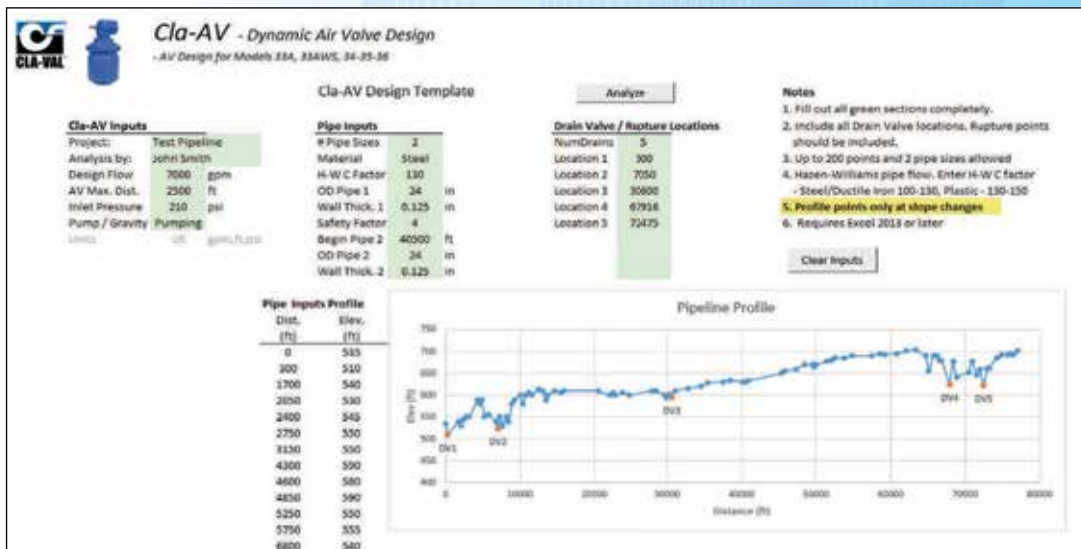 CLA-VAL
Cla-AV - Dynamic Air Valve Design
- AV Design for Models 33A, 33AWS, 34-35-36
Cla-AV Design Template
Analyze
Cla-AV Inputs
Project: Test Pipeline
Analysis by: John Smith
Design Flow 7000 gpm
AV Max. Dist. 2500 ft
Inlet Pressure 210 psi
Pump / Gravity Pumping
Units US gpm,ft,psi
Pipe Inputs
# Pipe Sizes 2
Material Steel
H-W C Factor 130
OD Pipe 1 24 in
Wall Thick. 1 0.125 in
Safety Factor 4
Begin Pipe 2 40500 ft
OD Pipe 2 24 in
Wall Thick. 2 0.125 in
Drain Valve / Rupture Locations
NumDrains 5
Location 1 300
Location 2 7050
Location 3 30600
Location 4 67916
Location 5 72475
Notes
1. Fill out all green sections completely.
2. Include all Drain Valve locations. Rupture points
should be included.
3. Up to 200 points and 2 pipe sizes allowed
4. Hazen-Williams pipe flow. Enter H-W C factor
- Steel/Ductile Iron 100-130, Plastic - 130-150
5. Profile points only at slope changes
6. Requires Excel 2013 or later
Clear Inputs
Pipe Inputs Profile
Dist. Elev.
(ft) (ft)
0 535
300 510
1700 540
2050 530
2400 545
2750 550
3150 550
4300 590
4600 580
4850 590
5250 550
5750 555
6800 540
Pipeline Profile
Elev (ft)
750
700
650
600
550
500
450
400
DV1
DV2
DV3
DV4
DV5
0 10000 20000 30000 40000 50000 60000 70000 80000
Distance (ft)